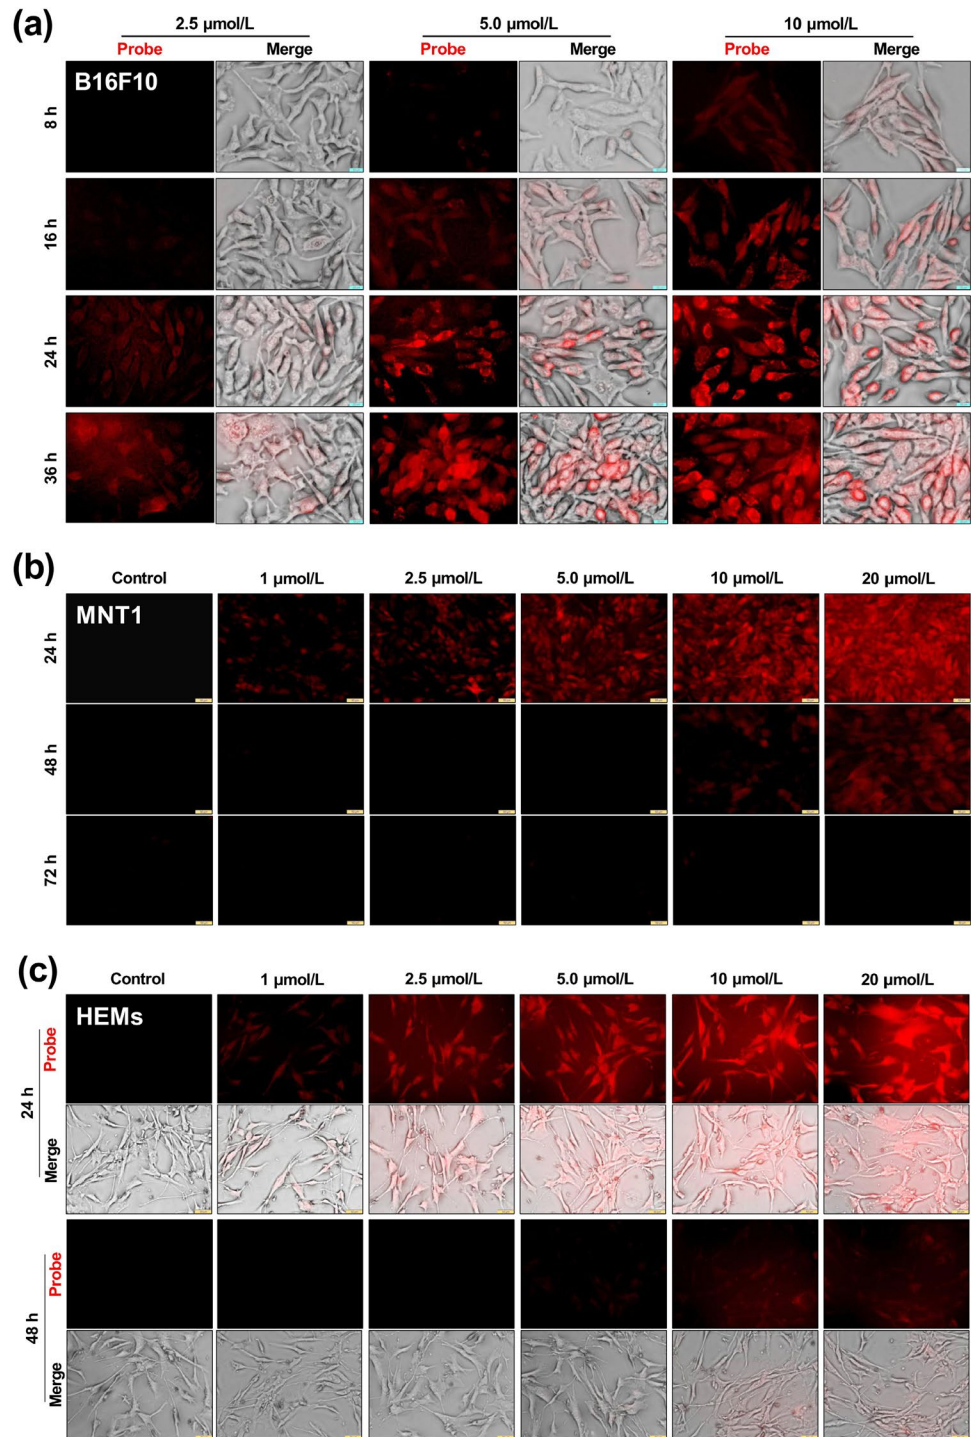 (a)
2.5 µmol/L 5.0 µmol/L 10 µmol/L
Probe Merge Probe Merge Probe Merge
B16F10
8 h
16 h
24 h
36 h
(b)
Control 1 µmol/L 2.5 µmol/L 5.0 µmol/L 10 µmol/L 20 µmol/L
MNT1
24 h
48 h
72 h
(c)
Control 1 µmol/L 2.5 µmol/L 5.0 µmol/L 10 µmol/L 20 µmol/L
HEMs
24 h
Probe
Merge
48 h
Probe
Merge